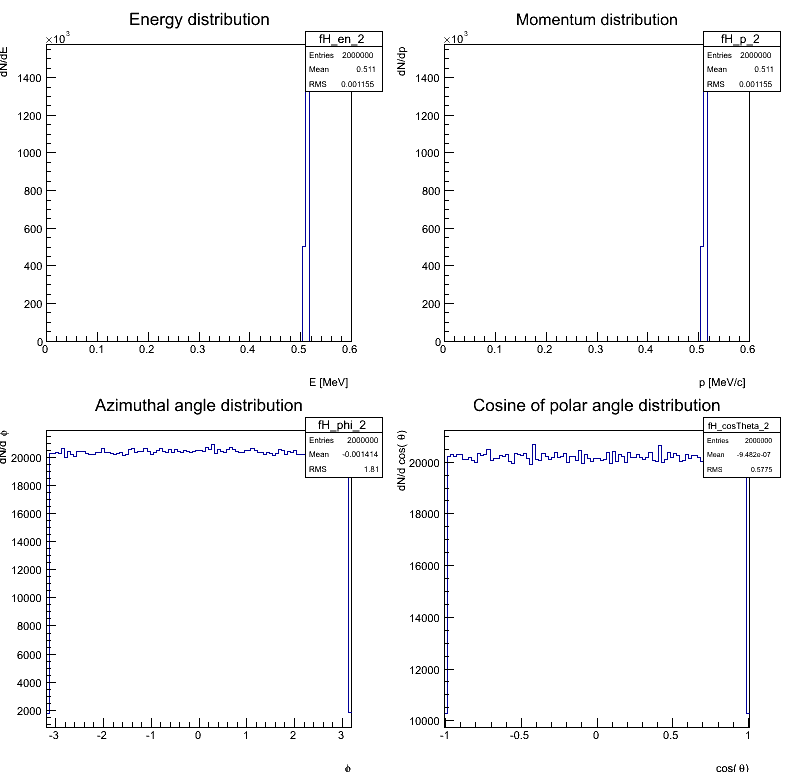 Energy distribution
×10³
dN/dE
fH_en_2
Entries 2000000
Mean 0.511
RMS 0.001155
1400
1200
1000
800
600
400
200
0
0 0.1 0.2 0.3 0.4 0.5 0.6
E [MeV]
Momentum distribution
×10³
dN/dp
fH_p_2
Entries 2000000
Mean 0.511
RMS 0.001155
1400
1200
1000
800
600
400
200
0
0 0.1 0.2 0.3 0.4 0.5 0.6
p [MeV/c]
Azimuthal angle distribution
dN/d ϕ
fH_phi_2
Entries 2000000
Mean -0.001414
RMS 1.81
20000
18000
16000
14000
12000
10000
8000
6000
4000
2000
-3 -2 -1 0 1 2 3
ϕ
Cosine of polar angle distribution
dN/d cos( θ)
fH_cosTheta_2
Entries 2000000
Mean -9.482e-07
RMS 0.5775
20000
18000
16000
14000
12000
10000
-1 -0.5 0 0.5 1
cos( θ)